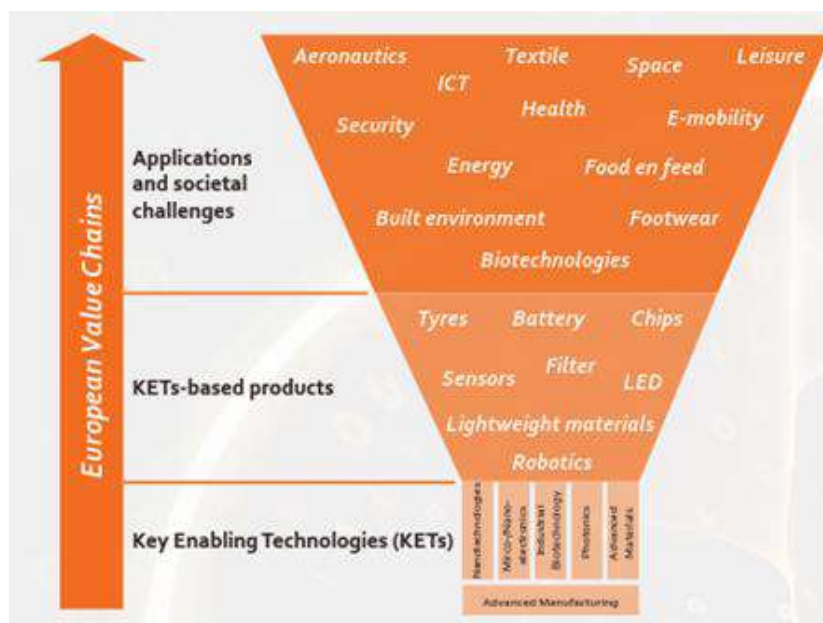 Aeronautics
Textile
Space
Leisure
ICT
Health
Security
E-mobility
Energy
Food en feed
Built environment
Footwear
Biotechnologies
Applications
and societal
challenges
European Value Chains
Tyres
Battery
Chips
Filter
Sensors
LED
Lightweight materials
Robotics
KETs-based products
Key Enabling Technologies (KETs)
Nanotechnologies
Mirco-/Nano-
electronics
Industrial
Biotechnology
Photonics
Advanced
Materials
Advanced Manufacturing